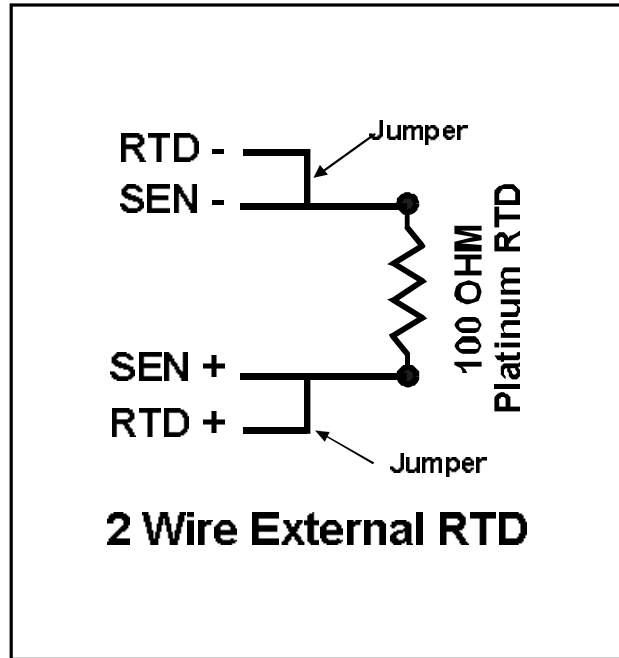 RTD -
Jumper
SEN -
100 OHM
Platinum RTD
SEN +
RTD +
Jumper
2 Wire External RTD